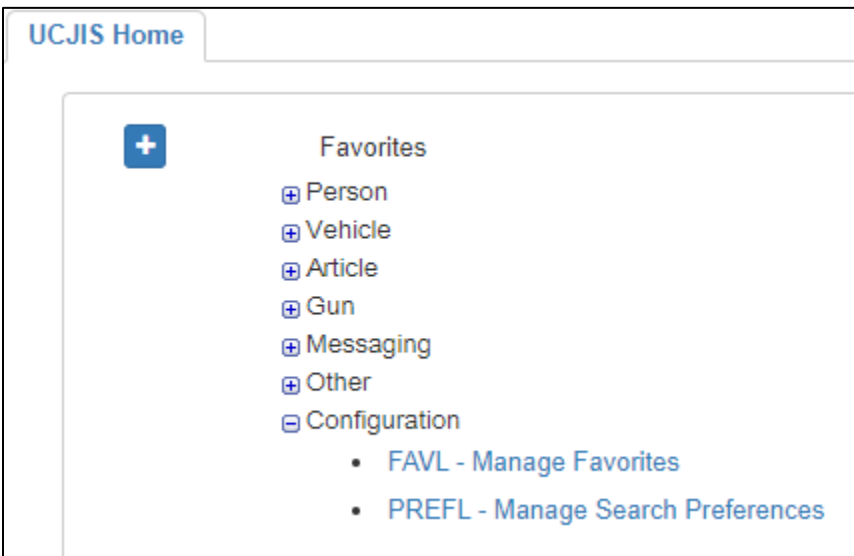 UCJIS Home
Favorites
Person
Vehicle
Article
Gun
Messaging
Other
Configuration
FAVL - Manage Favorites
PREFL - Manage Search Preferences